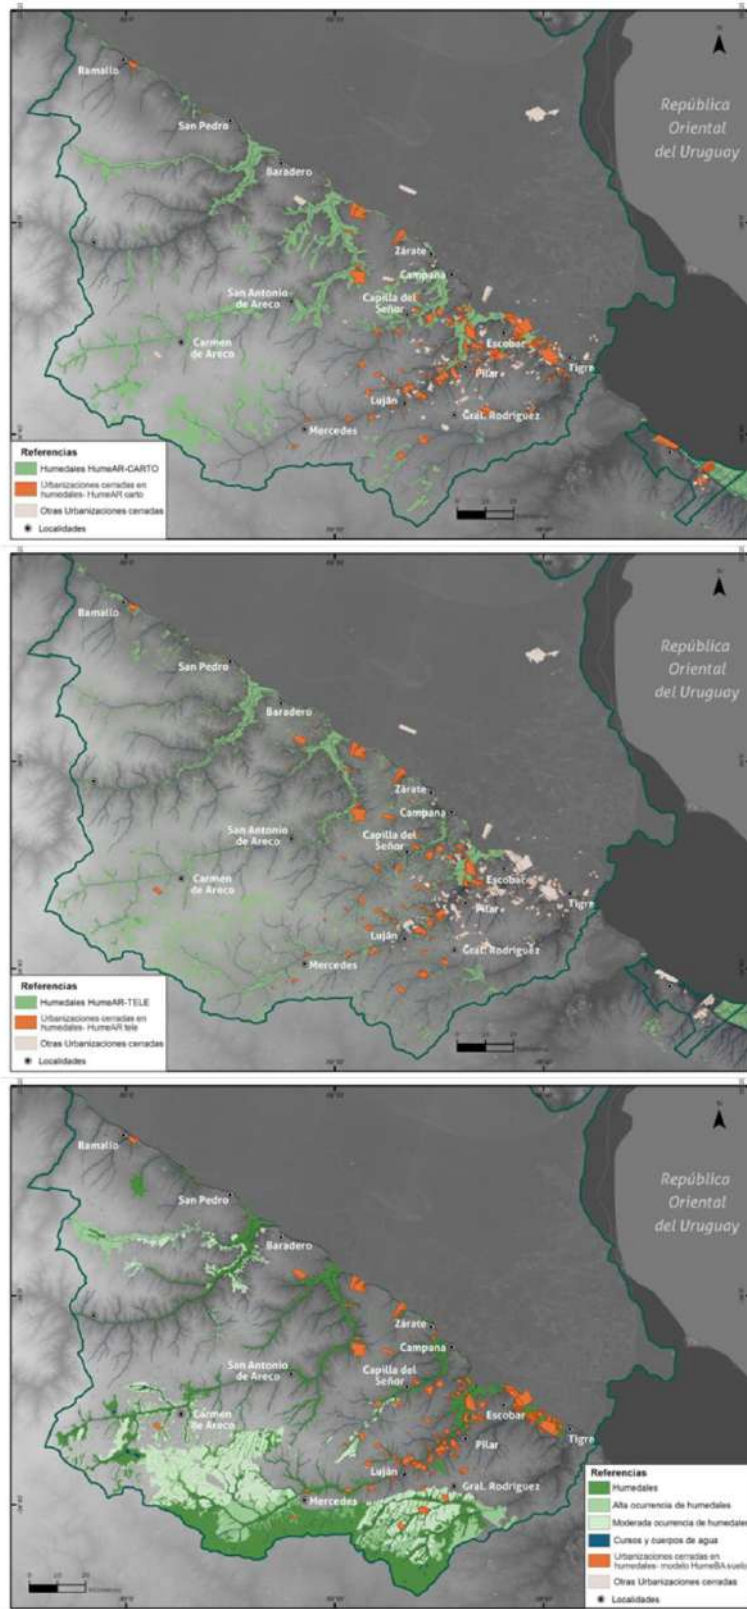 Ramallo
San Pedro
Baradero
República
Oriental
del Uruguay
Zárate
Campana
San Antonio
de Areco
Capilla del
Señor
Carmen
de Areco
Escobar
Pilar
Tigre
Luján
Gral. Rodríguez
Mercedes
Referencias
Humedales HumeAR-CARTO
Urbanizaciones cerradas en
humedales- HumeAR carto
Otras Urbanizaciones cerradas
Localidades
Ramallo
San Pedro
Baradero
República
Oriental
del Uruguay
Zárate
Campana
San Antonio
de Areco
Capilla del
Señor
Carmen
de Areco
Escobar
Pilar
Tigre
Luján
Gral. Rodríguez
Mercedes
Referencias
Humedales HumeAR-TELE
Urbanizaciones cerradas en
humedales- HumeAR tele
Otras Urbanizaciones cerradas
Localidades
Ramallo
San Pedro
Baradero
República
Oriental
del Uruguay
Zárate
Campana
San Antonio
de Areco
Capilla del
Señor
Carmen
de Areco
Escobar
Pilar
Tigre
Luján
Gral. Rodríguez
Mercedes
Referencias
Humedales
Alta ocurrencia de humedales
Moderada ocurrencia de humedales
Cursos y cuerpos de agua
Urbanizaciones cerradas en
humedales- modelo HumeBA suelo
Otras Urbanizaciones cerradas
Localidades